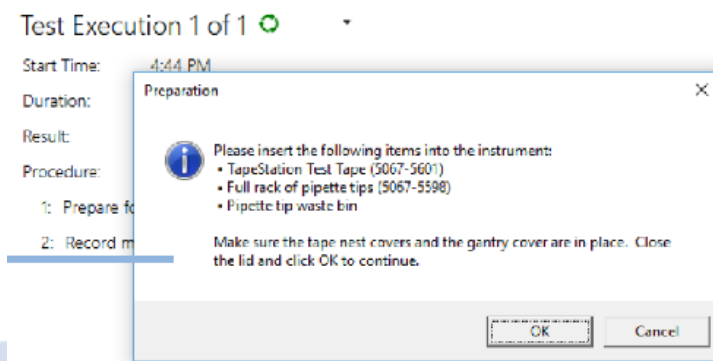 Test Execution 1 of 1
Start Time: 4:44 PM
Preparation
Duration:
Result:
Please insert the following items into the instrument:
• TapeStation Test Tape (5067-5601)
Procedure:
• Full rack of pipette tips (5067-5598)
• Pipette tip waste bin
1: Prepare fo
2: Record m
Make sure the tape nest covers and the gantry cover are in place. Close
the lid and click OK to continue.
OK Cancel